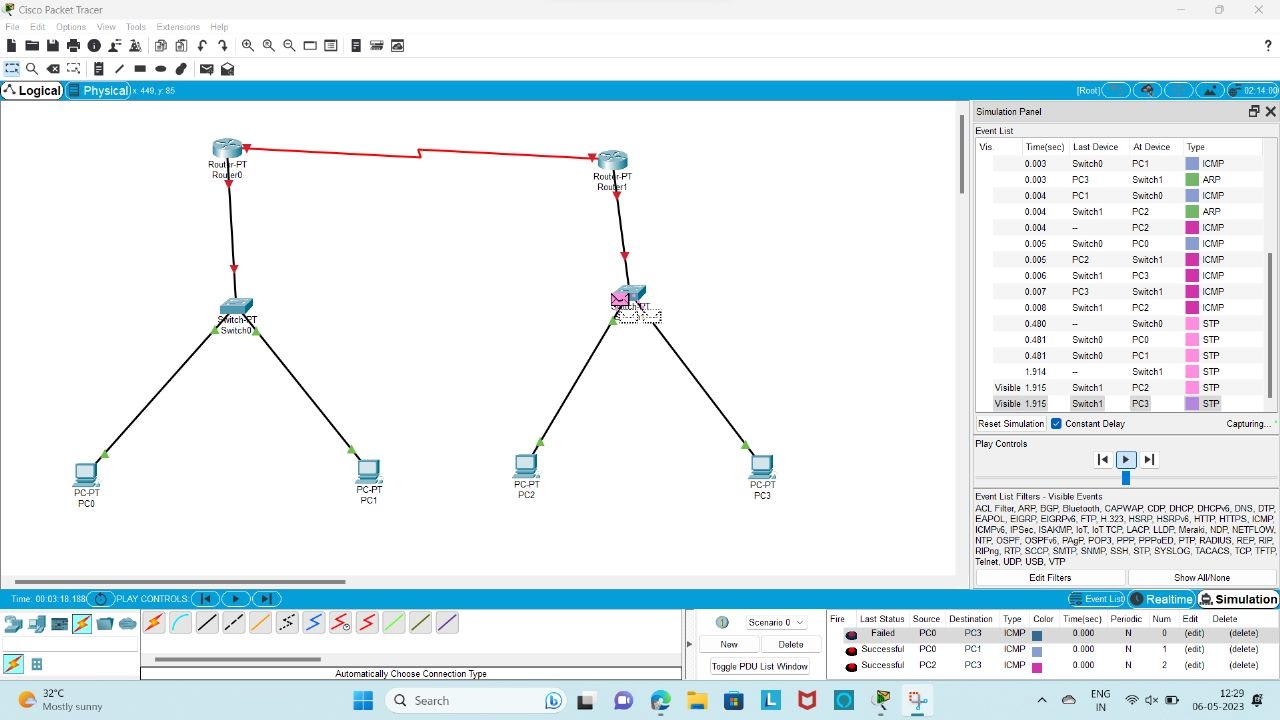 Cisco Packet Tracer
File Edit Options View Tools Extensions Help
?
Logical Physical x: 449, y: 85 [Root] 02:14:00
Router-PT
Router0
Router-PT
Router1
Switch-PT
Switch0
PC-PT
PC0
PC-PT
PC1
PC-PT
PC2
PC-PT
PC3
Simulation Panel
Event List
Vis. Time(sec) Last Device At Device Type
0.003 Switch0 PC1 ICMP
0.003 PC3 Switch1 ARP
0.004 PC1 Switch0 ICMP
0.004 Switch1 PC2 ARP
0.004 -- PC2 ICMP
0.005 Switch0 PC0 ICMP
0.005 PC2 Switch1 ICMP
0.006 Switch1 PC3 ICMP
0.007 PC3 Switch1 ICMP
0.008 Switch1 PC2 ICMP
0.480 -- Switch0 STP
0.481 Switch0 PC0 STP
0.481 Switch0 PC1 STP
1.914 -- Switch1 STP
Visible 1.915 Switch1 PC2 STP
Visible 1.915 Switch1 PC3 STP
Reset Simulation Constant Delay Capturing...
Play Controls
Event List Filters - Visible Events
ACL Filter, ARP, BGP, Bluetooth, CAPWAP, CDP, DHCP, DHCPv6, DNS, DTP,
EAPOL, EIGRP, EIGRPv6, FTP, H.323, HSRP, HSRPv6, HTTP, HTTPS, ICMP,
ICMPv6, IPSec, ISAKMP, IoT, IoT TCP, LACP, LLDP, Meraki, NDP, NETFLOW,
NTP, OSPF, OSPFv6, PAgP, POP3, PPP, PPPoED, PTP, RADIUS, REP, RIP,
RIPng, RTP, SCCP, SMTP, SNMP, SSH, STP, SYSLOG, TACACS, TCP, TFTP,
Telnet, UDP, USB, VTP
Edit Filters Show All/None
Time: 00:03:18.188 PLAY CONTROLS: Event List Realtime Simulation
Automatically Choose Connection Type
Scenario 0
New Delete
Toggle PDU List Window
Fire Last Status Source Destination Type Color Time(sec) Periodic Num Edit Delete
Failed PC0 PC3 ICMP 0.000 N 0 (edit) (delete)
Successful PC0 PC1 ICMP 0.000 N 1 (edit) (delete)
Successful PC2 PC3 ICMP 0.000 N 2 (edit) (delete)
32°C
Mostly sunny
Search
ENG
IN
12:29
06-05-2023